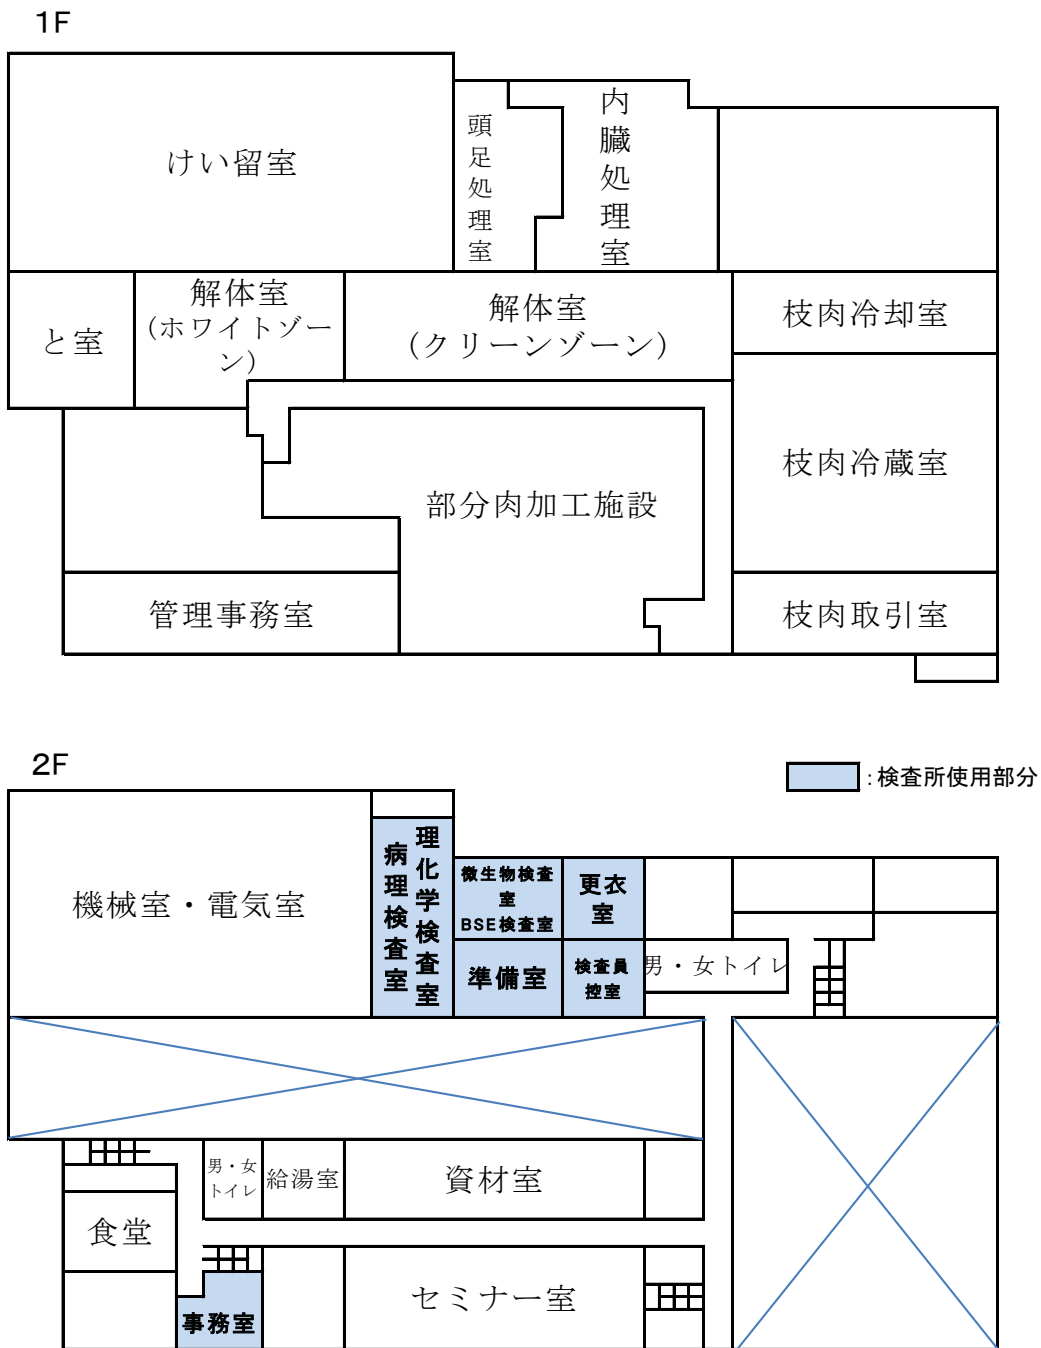 1F
けい留室
頭足処理室
内臓処理室
と室
解体室
(ホワイトゾー
ン)
解体室
(クリーンゾーン)
枝肉冷却室
枝肉冷蔵室
部分肉加工施設
管理事務室
枝肉取引室
2F
:検査所使用部分
機械室・電気室
理化学検査室
病理検査室
微生物検査
室
BSE検査室
更衣
室
準備室
検査員
控室
男・女トイレ
男・女
トイレ
給湯室
資材室
食堂
事務室
セミナー室